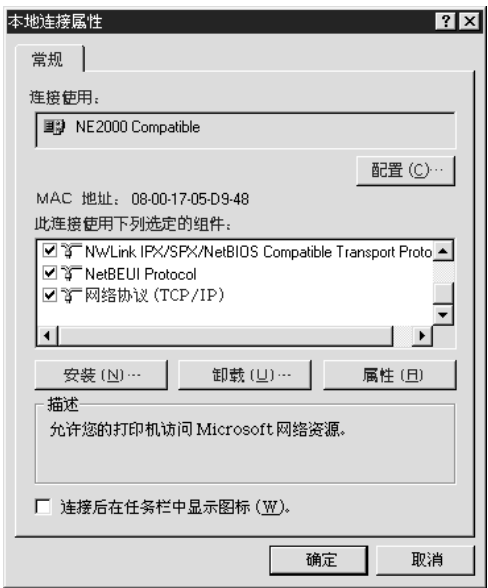 本地连接属性
常规
连接使用:
NE2000 Compatible
配置(C)…
MAC 地址: 08-00-17-05-D9-48
此连接使用下列选定的组件:
NWLink IPX/SPX/NetBIOS Compatible Transport Proto
NetBEUI Protocol
网络协议(TCP/IP)
安装(N)… 卸载(U)… 属性(R)
描述
允许您的打印机访问 Microsoft 网络资源。
连接后在任务栏中显示图标(W)。
确定 取消